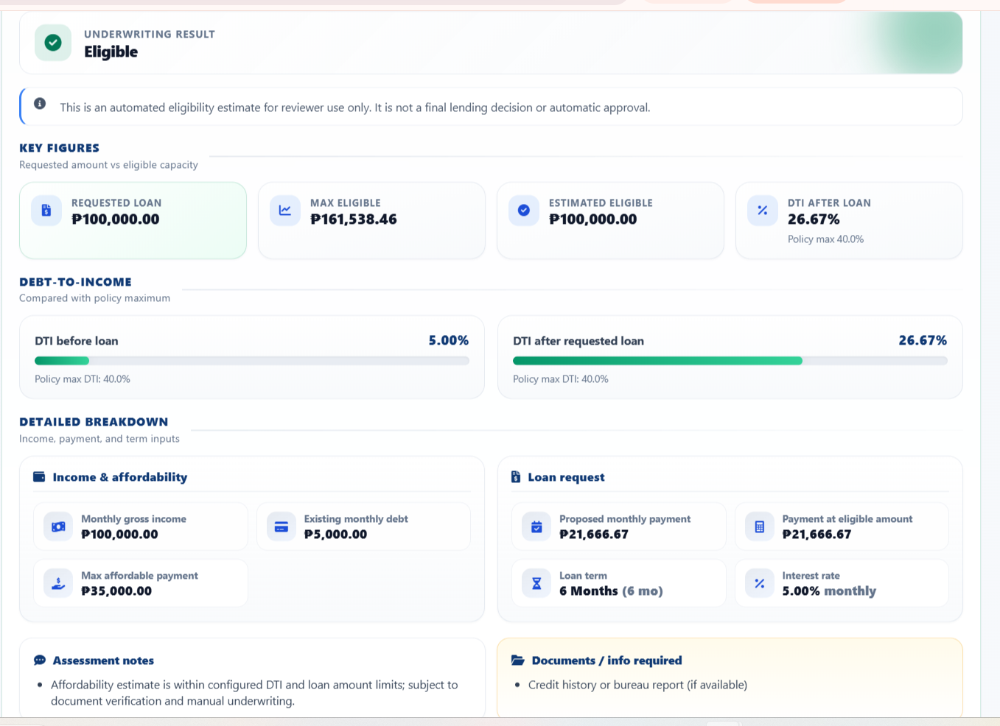 UNDERWRITING RESULT
Eligible
This is an automated eligibility estimate for reviewer use only. It is not a final lending decision or automatic approval.
KEY FIGURES
Requested amount vs eligible capacity
REQUESTED LOAN
₱100,000.00
MAX ELIGIBLE
₱161,538.46
ESTIMATED ELIGIBLE
₱100,000.00
DTI AFTER LOAN
26.67%
Policy max 40.0%
DEBT-TO-INCOME
Compared with policy maximum
DTI before loan
5.00%
Policy max DTI: 40.0%
DTI after requested loan
26.67%
Policy max DTI: 40.0%
DETAILED BREAKDOWN
Income, payment, and term inputs
Income & affordability
Monthly gross income
₱100,000.00
Existing monthly debt
₱5,000.00
Max affordable payment
₱35,000.00
Loan request
Proposed monthly payment
₱21,666.67
Payment at eligible amount
₱21,666.67
Loan term
6 Months (6 mo)
Interest rate
5.00% monthly
Assessment notes
• Affordability estimate is within configured DTI and loan amount limits; subject to
document verification and manual underwriting.
Documents / info required
• Credit history or bureau report (if available)